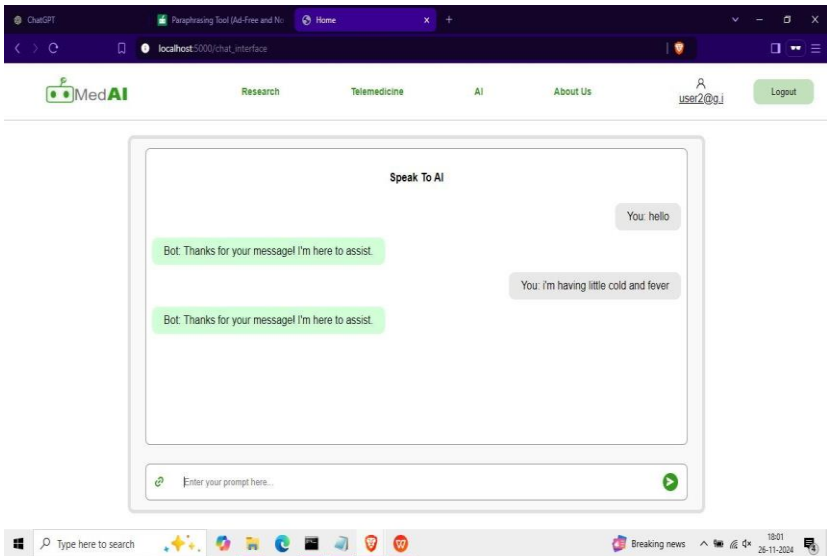 ChatGPT
Paraphrasing Tool (Ad-Free and No
Home
localhost:5000/chat_interface
MedAI
Research
Telemedicine
AI
About Us
user2@g.i
Logout
Speak To AI
You: hello
Bot: Thanks for your message! I'm here to assist.
You: i'm having little cold and fever
Bot: Thanks for your message! I'm here to assist.
Enter your prompt here...
Type here to search
Breaking news
18:01
26-11-2024